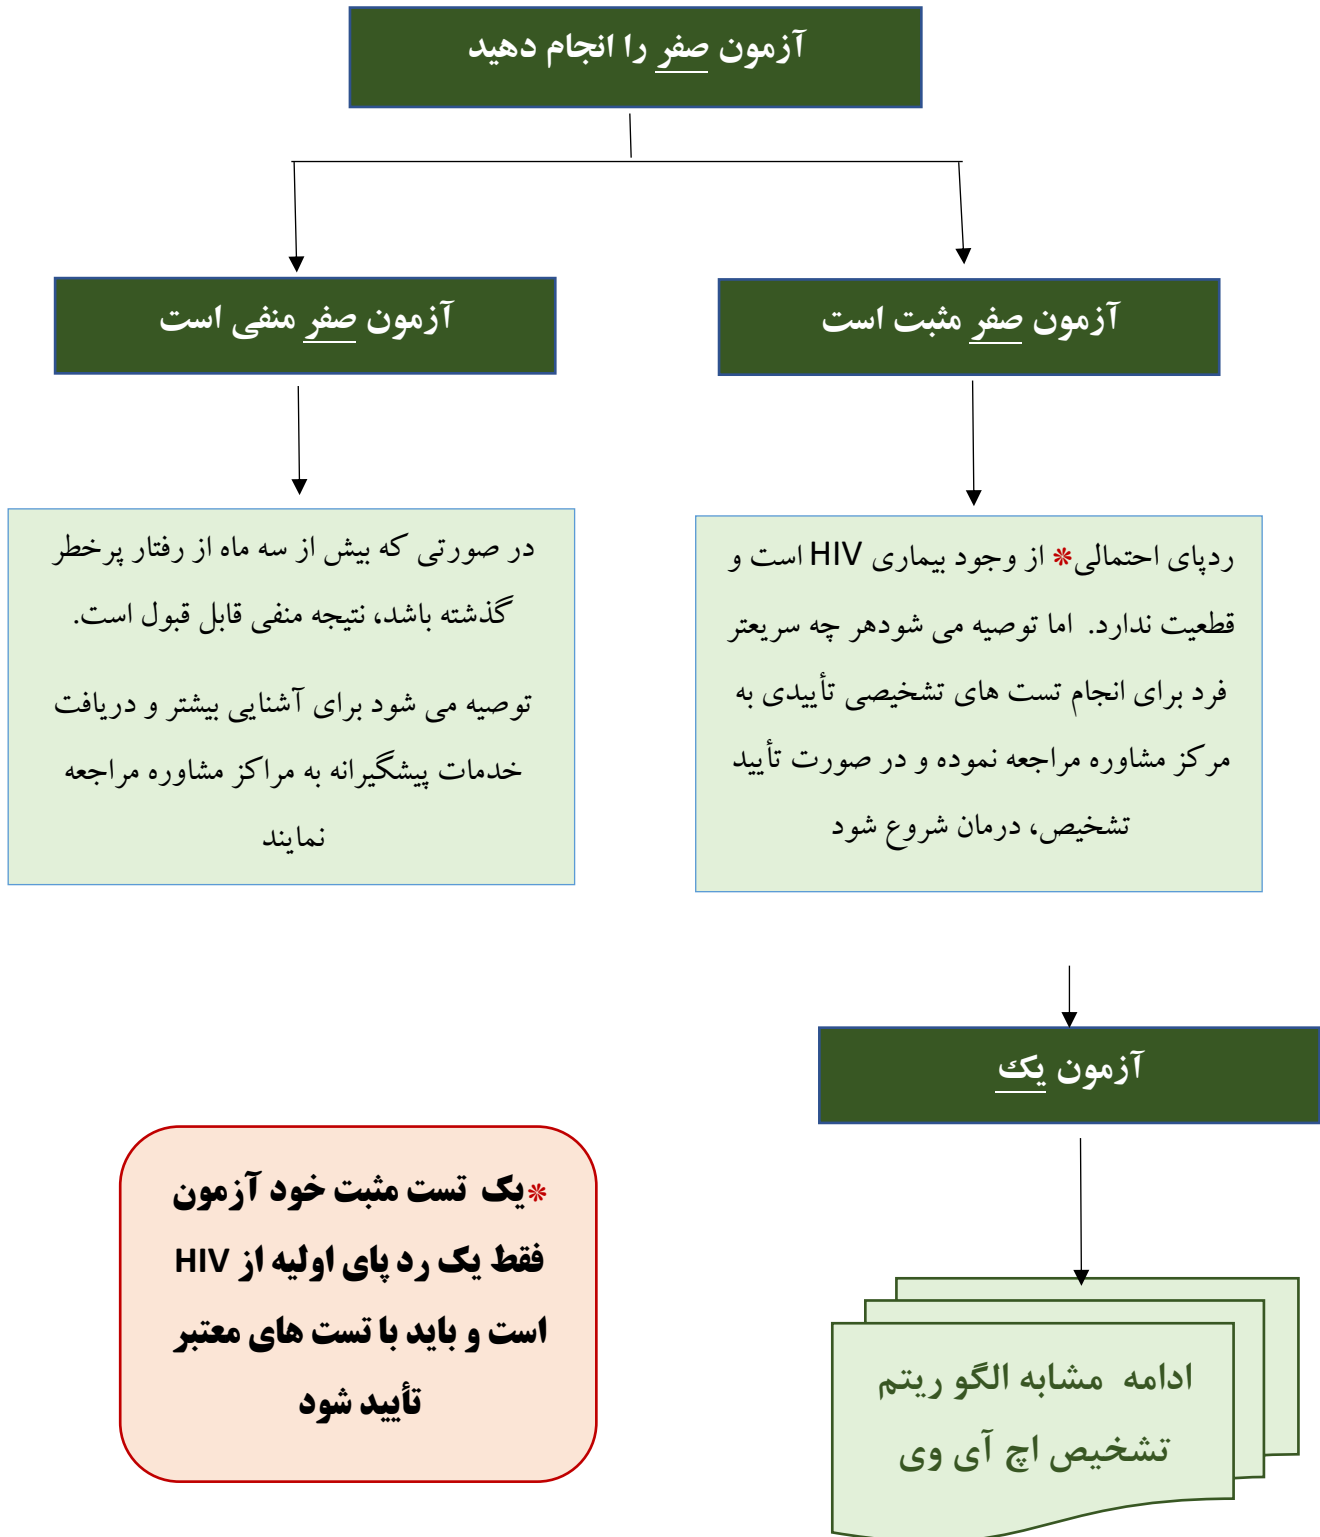 آزمون صفر را انجام دهید
آزمون صفر مثبت است
آزمون صفر منفی است
ردپای احتمالی* از وجود بیماری HIV است و
قطعیت ندارد. اما توصیه می شودهر چه سریعتر
فرد برای انجام تست های تشخیصی تأییدی به
مرکز مشاوره مراجعه نموده و در صورت تأیید
تشخیص، درمان شروع شود
در صورتی که بیش از سه ماه از رفتار پرخطر
گذشته باشد، نتیجه منفی قابل قبول است.
توصیه می شود برای آشنایی بیشتر و دریافت
خدمات پیشگیرانه به مراکز مشاوره مراجعه
نمایند
آزمون یک
*یک تست مثبت خود آزمون
فقط یک رد پای اولیه از HIV
است و باید با تست های معتبر
تأیید شود
ادامه مشابه الگو ریتم
تشخیص اچ آی وی